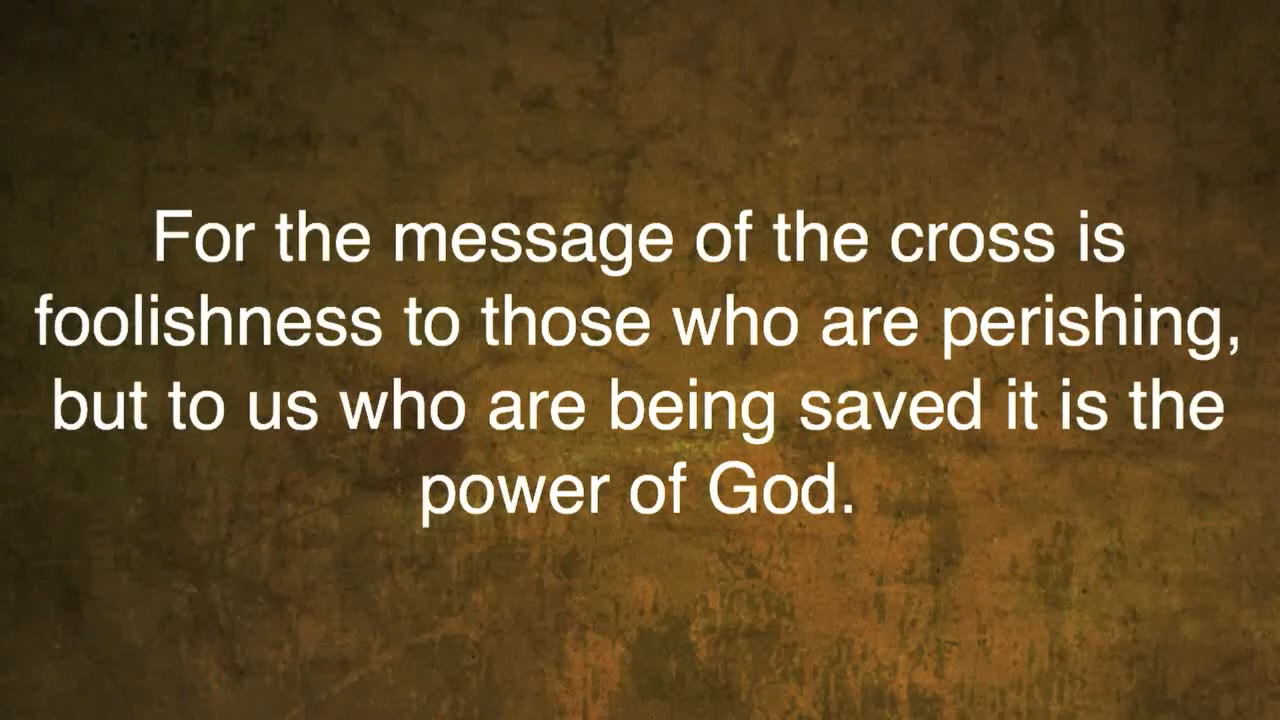 For the message of the cross is
foolishness to those who are perishing,
but to us who are being saved it is the
power of God.